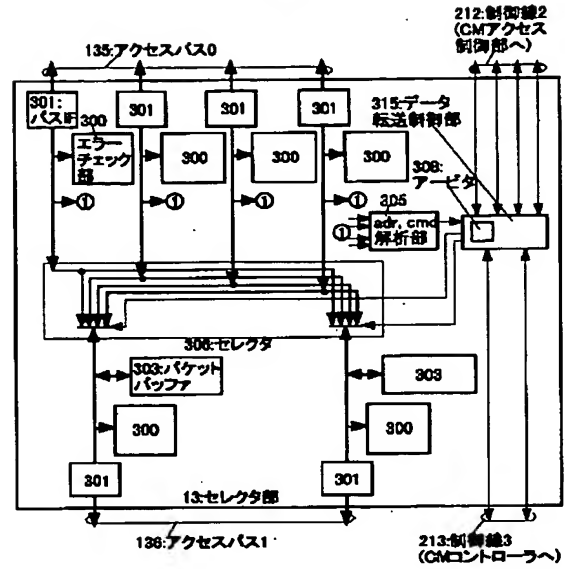 212:制御線2
(CMアクセス
制御部へ)
135:アクセスパス0
301:
パスIF
301
301
301
300
エラー
チェック
部
300
300
300
315:データ
転送制御部
308:
アービタ
①
①
①
①
305
①
adr, cmd
解析部
306:セレクタ
303:パケット
バッファ
303
300
300
301
301
13:セレクタ部
136:アクセスパス1
213:制御線3
(CMコントローラへ)